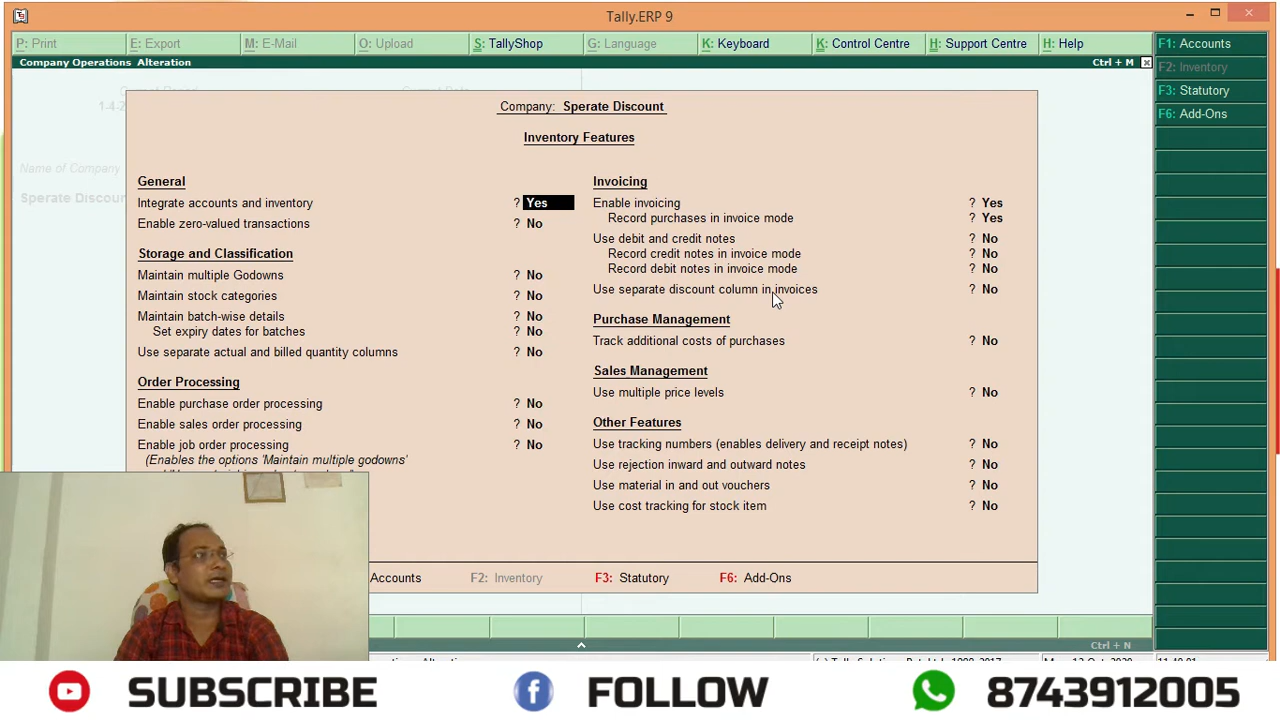 Tally.ERP 9
P: Print E: Export M: E-Mail O: Upload S: TallyShop G: Language K: Keyboard K: Control Centre H: Support Centre H: Help
F1: Accounts
F2: Inventory
F3: Statutory
F6: Add-Ons
Company Operations Alteration Ctrl + M
Name of Company
Company: Sperate Discount
Inventory Features
General
Integrate accounts and inventory ? Yes
Enable zero-valued transactions ? No
Storage and Classification
Maintain multiple Godowns ? No
Maintain stock categories ? No
Maintain batch-wise details ? No
Set expiry dates for batches ? No
Use separate actual and billed quantity columns ? No
Order Processing
Enable purchase order processing ? No
Enable sales order processing ? No
Enable job order processing ? No
(Enables the options 'Maintain multiple godowns'
Invoicing
Enable invoicing ? Yes
Record purchases in invoice mode ? Yes
Use debit and credit notes ? No
Record credit notes in invoice mode ? No
Record debit notes in invoice mode ? No
Use separate discount column in invoices ? No
Purchase Management
Track additional costs of purchases ? No
Sales Management
Use multiple price levels ? No
Other Features
Use tracking numbers (enables delivery and receipt notes) ? No
Use rejection inward and outward notes ? No
Use material in and out vouchers ? No
Use cost tracking for stock item ? No
Accounts F2: Inventory F3: Statutory F6: Add-Ons
Ctrl + N
SUBSCRIBE FOLLOW 8743912005